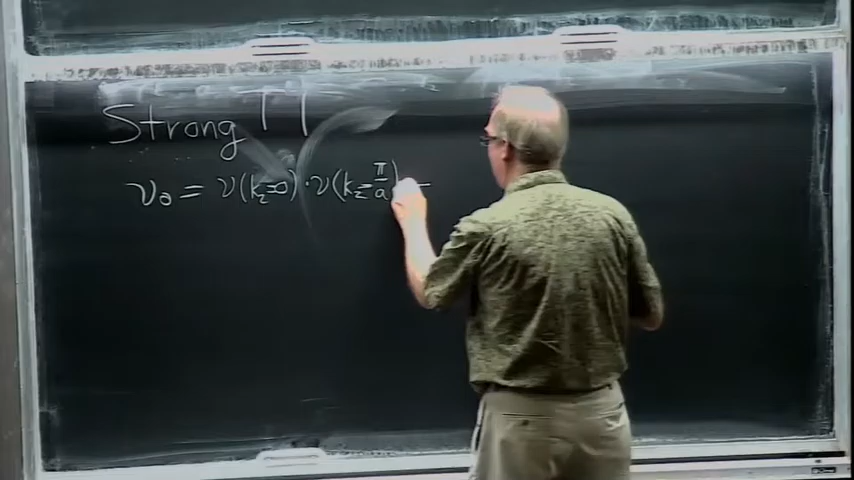 Strong TI
ν₀ = ν(k_z=0)·ν(k_z=π/a) =